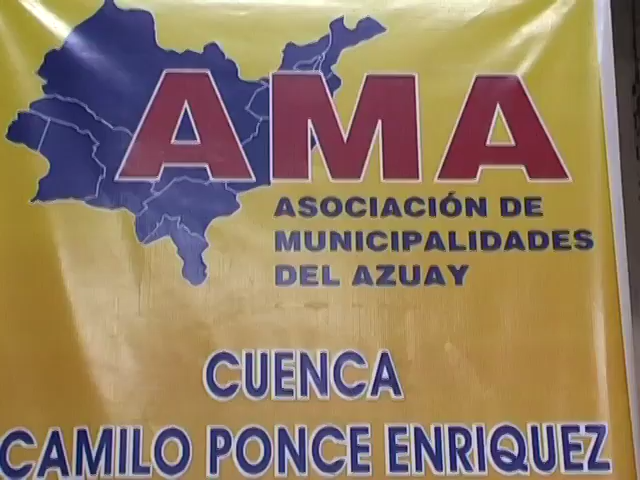 AMA
ASOCIACIÓN DE
MUNICIPALIDADES
DEL AZUAY
CUENCA
CAMILO PONCE ENRIQUEZ